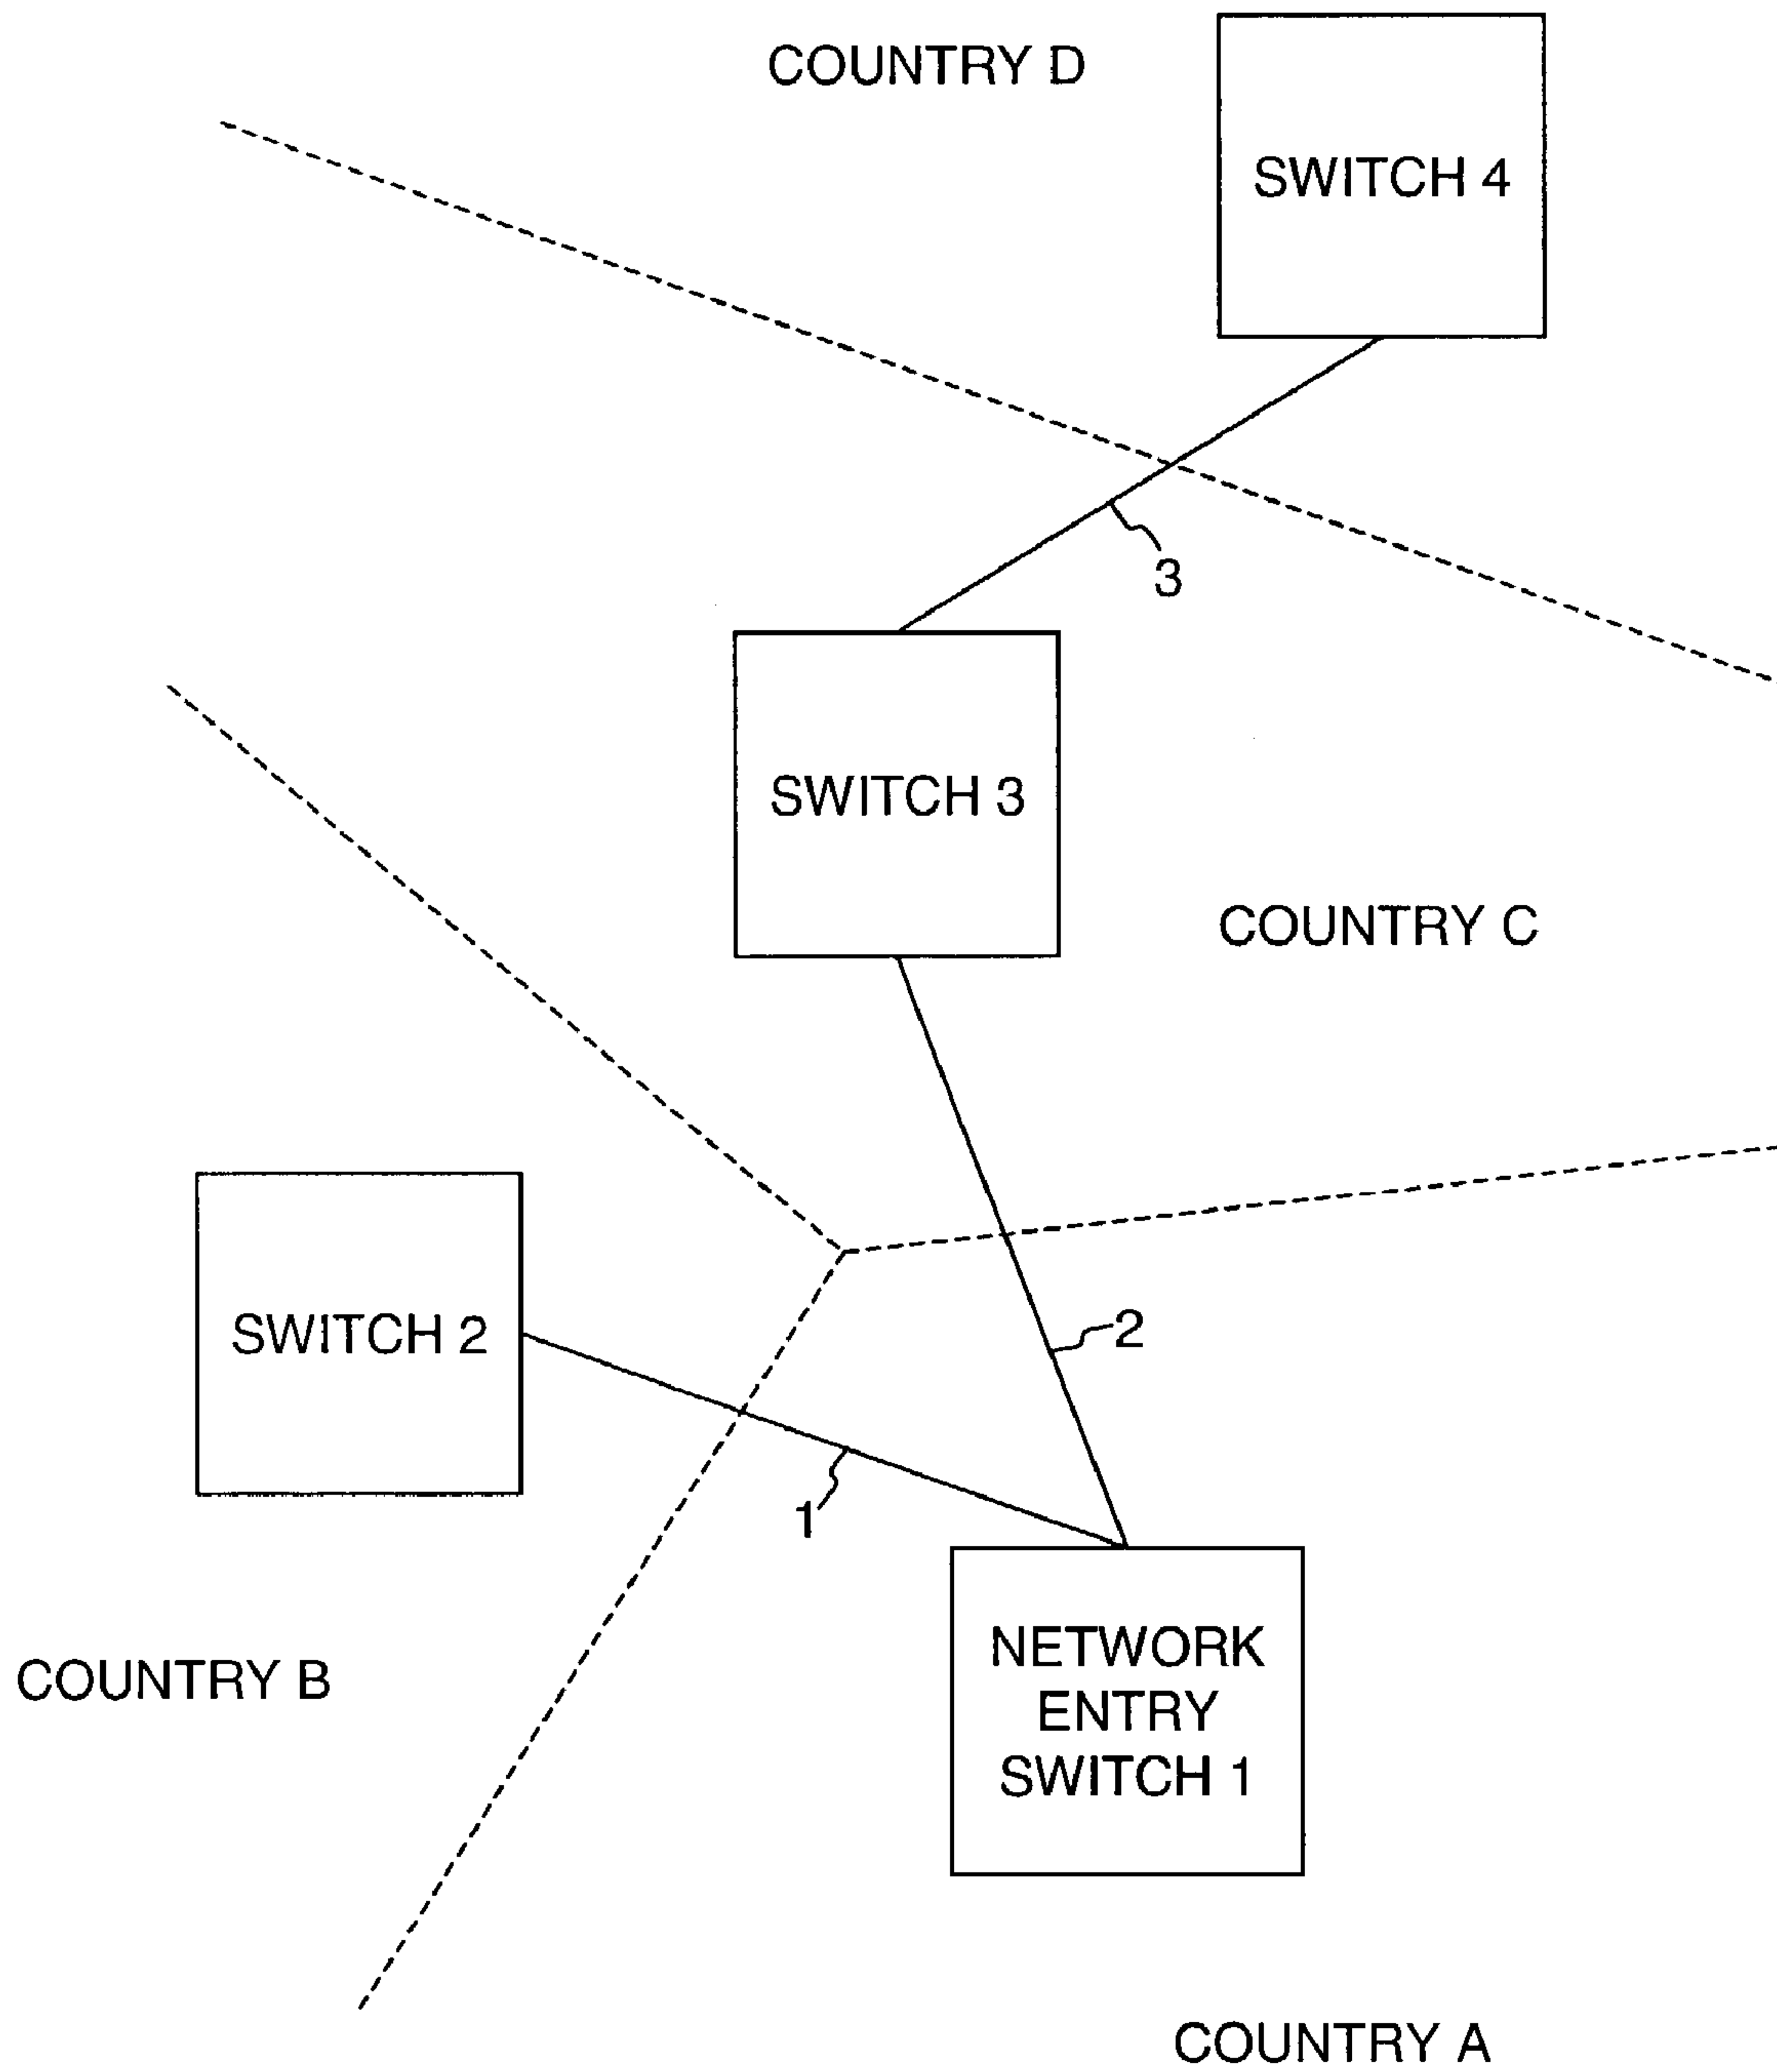 COUNTRY D
SWITCH 4
3
SWITCH 3
COUNTRY C
2
SWITCH 2
1
NETWORK
ENTRY
SWITCH 1
COUNTRY B
COUNTRY A